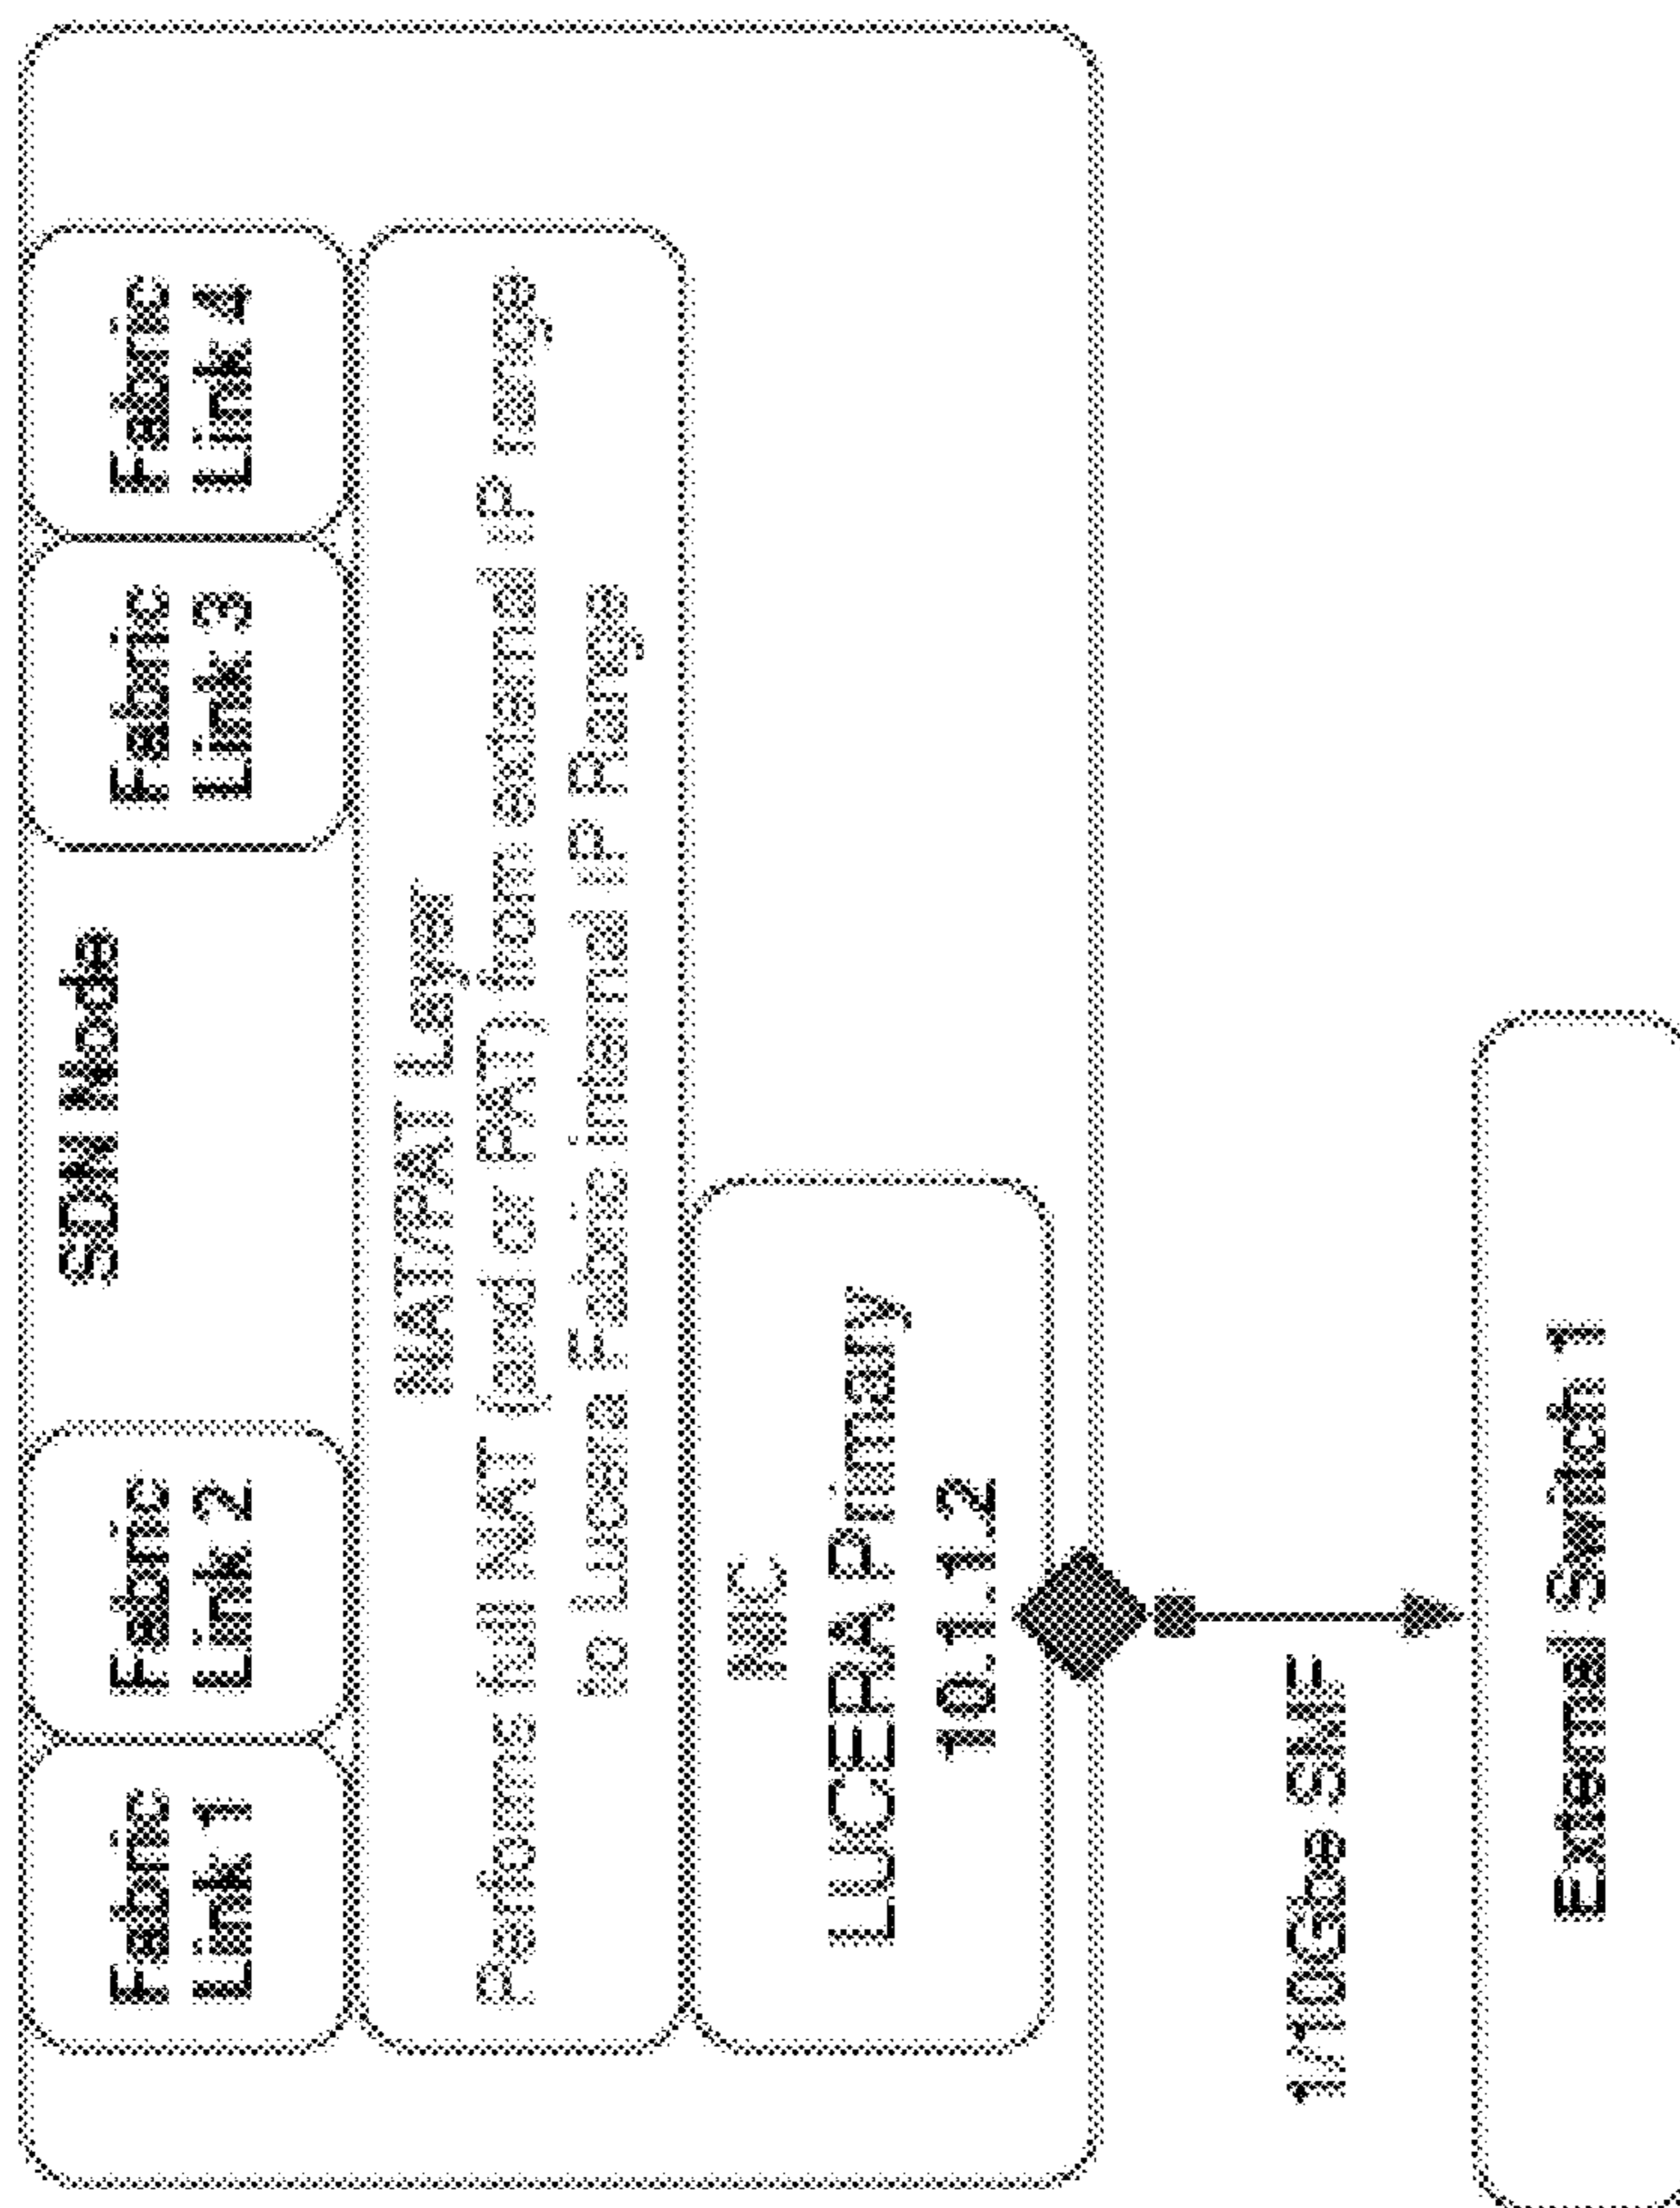 SDN Node
Fabric
Link 1
Fabric
Link 2
Fabric
Link 3
Fabric
Link 4
NAT/PAT Layer
Performs full NAT (and or PAT) from external IP range
to Lucera Fabric internal IP Range
NIC
LUCERA Primary
10.1.1.2
1/10Gbe SMF
External Switch 1